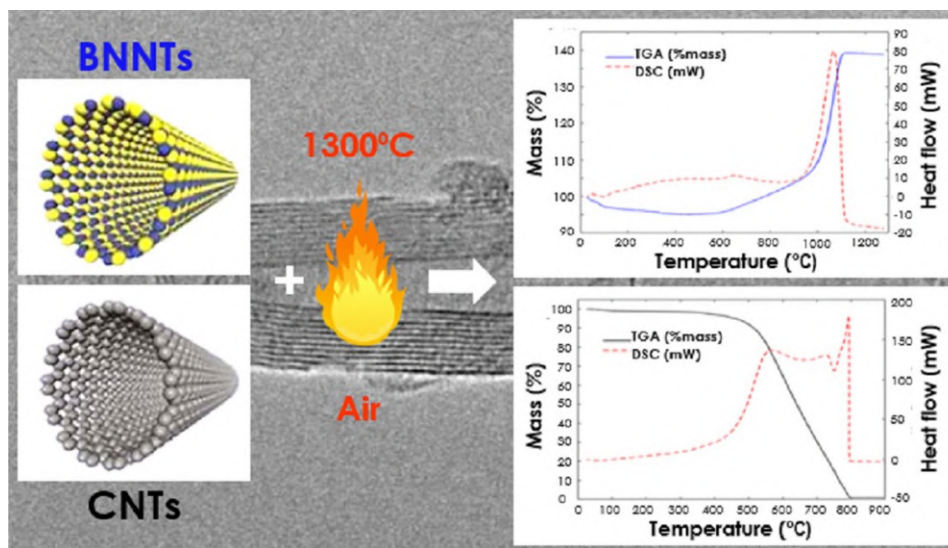 BNNTs
CNTs
1300°C
+
Air
TGA (%mass)
DSC (mW)
Mass (%)
140
130
120
110
100
90
Heat flow (mW)
80
70
60
50
40
30
20
10
0
-10
-20
0 200 400 600 800 1000 1200
Temperature (°C)
TGA (%mass)
DSC (mW)
Mass (%)
100
90
80
70
60
50
40
30
20
10
0
Heat flow (mW)
200
150
100
50
0
-50
0 100 200 300 400 500 600 700 800 900
Temperature (°C)